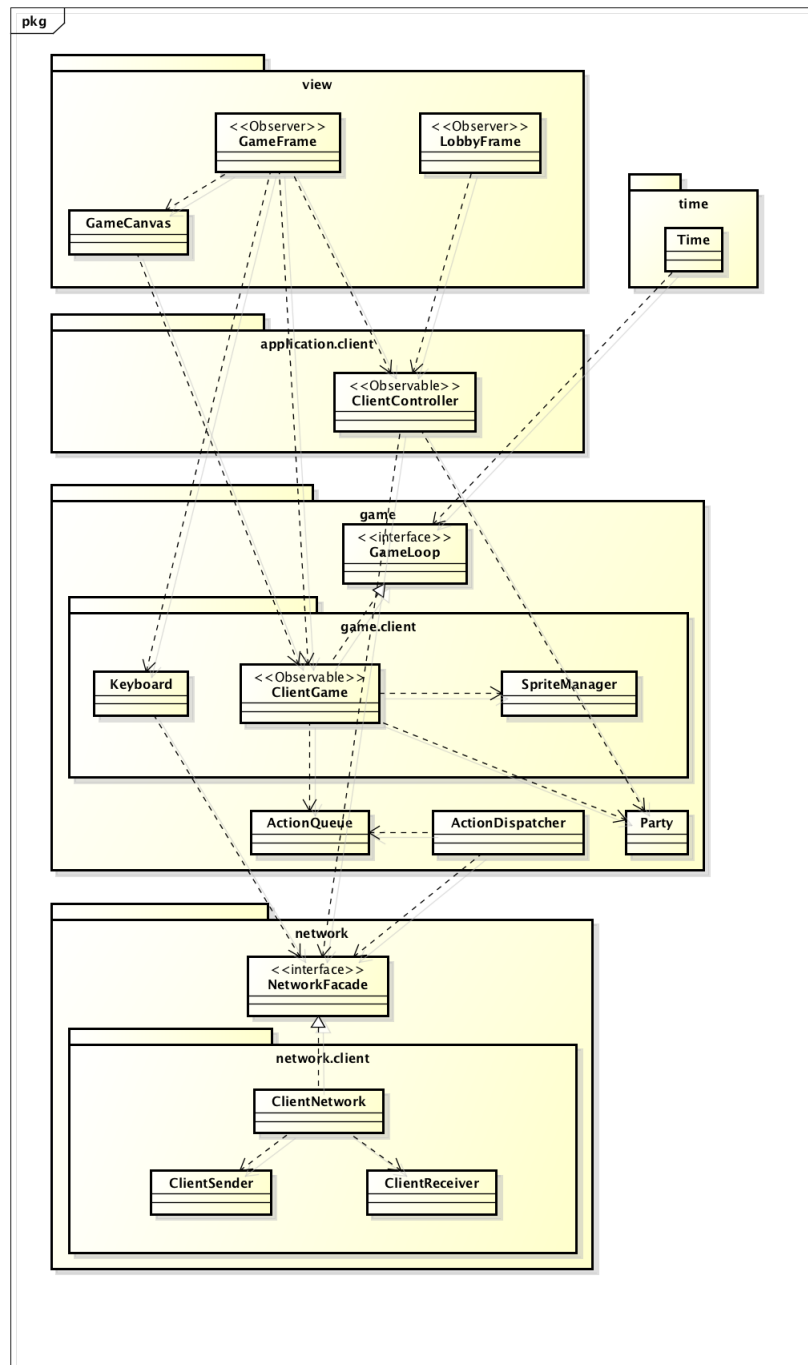 pkg
view
<<Observer>>
GameFrame
<<Observer>>
LobbyFrame
GameCanvas
time
Time
application.client
<<Observable>>
ClientController
game
<<interface>>
GameLoop
game.client
Keyboard
<<Observable>>
ClientGame
SpriteManager
ActionQueue
ActionDispatcher
Party
network
<<interface>>
NetworkFacade
network.client
ClientNetwork
ClientSender
ClientReceiver